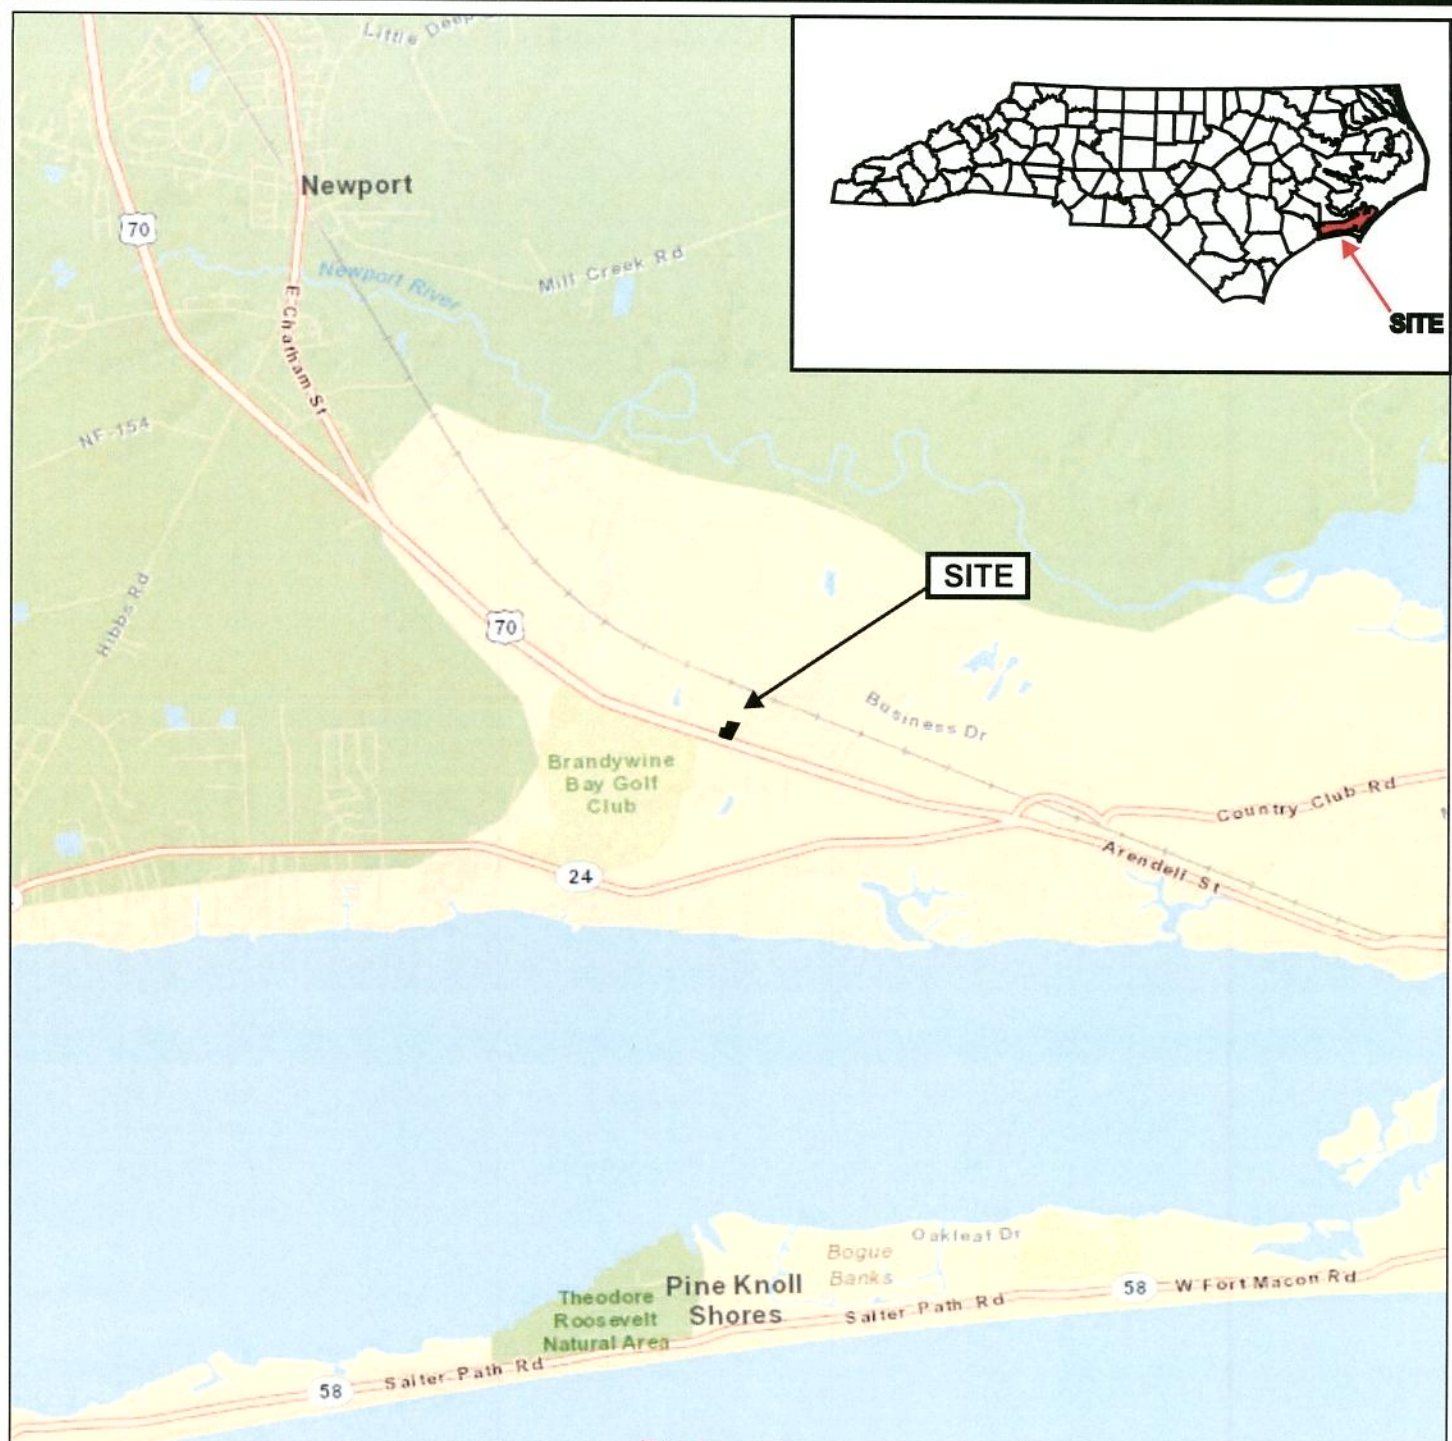 Little Deep
Newport
70
Newport River
Mill Creek Rd
SITE
E Chatham St
NF-154
Hibbs Rd
SITE
70
Business Dr
Brandywine
Bay Golf
Club
Country Club Rd
Arendell St
24
Oakleaf Dr
Bogue
Banks
Pine Knoll
Shores
Theodore
Roosevelt
Natural Area
58
W Fort Macon Rd
Salter Path Rd
Salter Path Rd
58